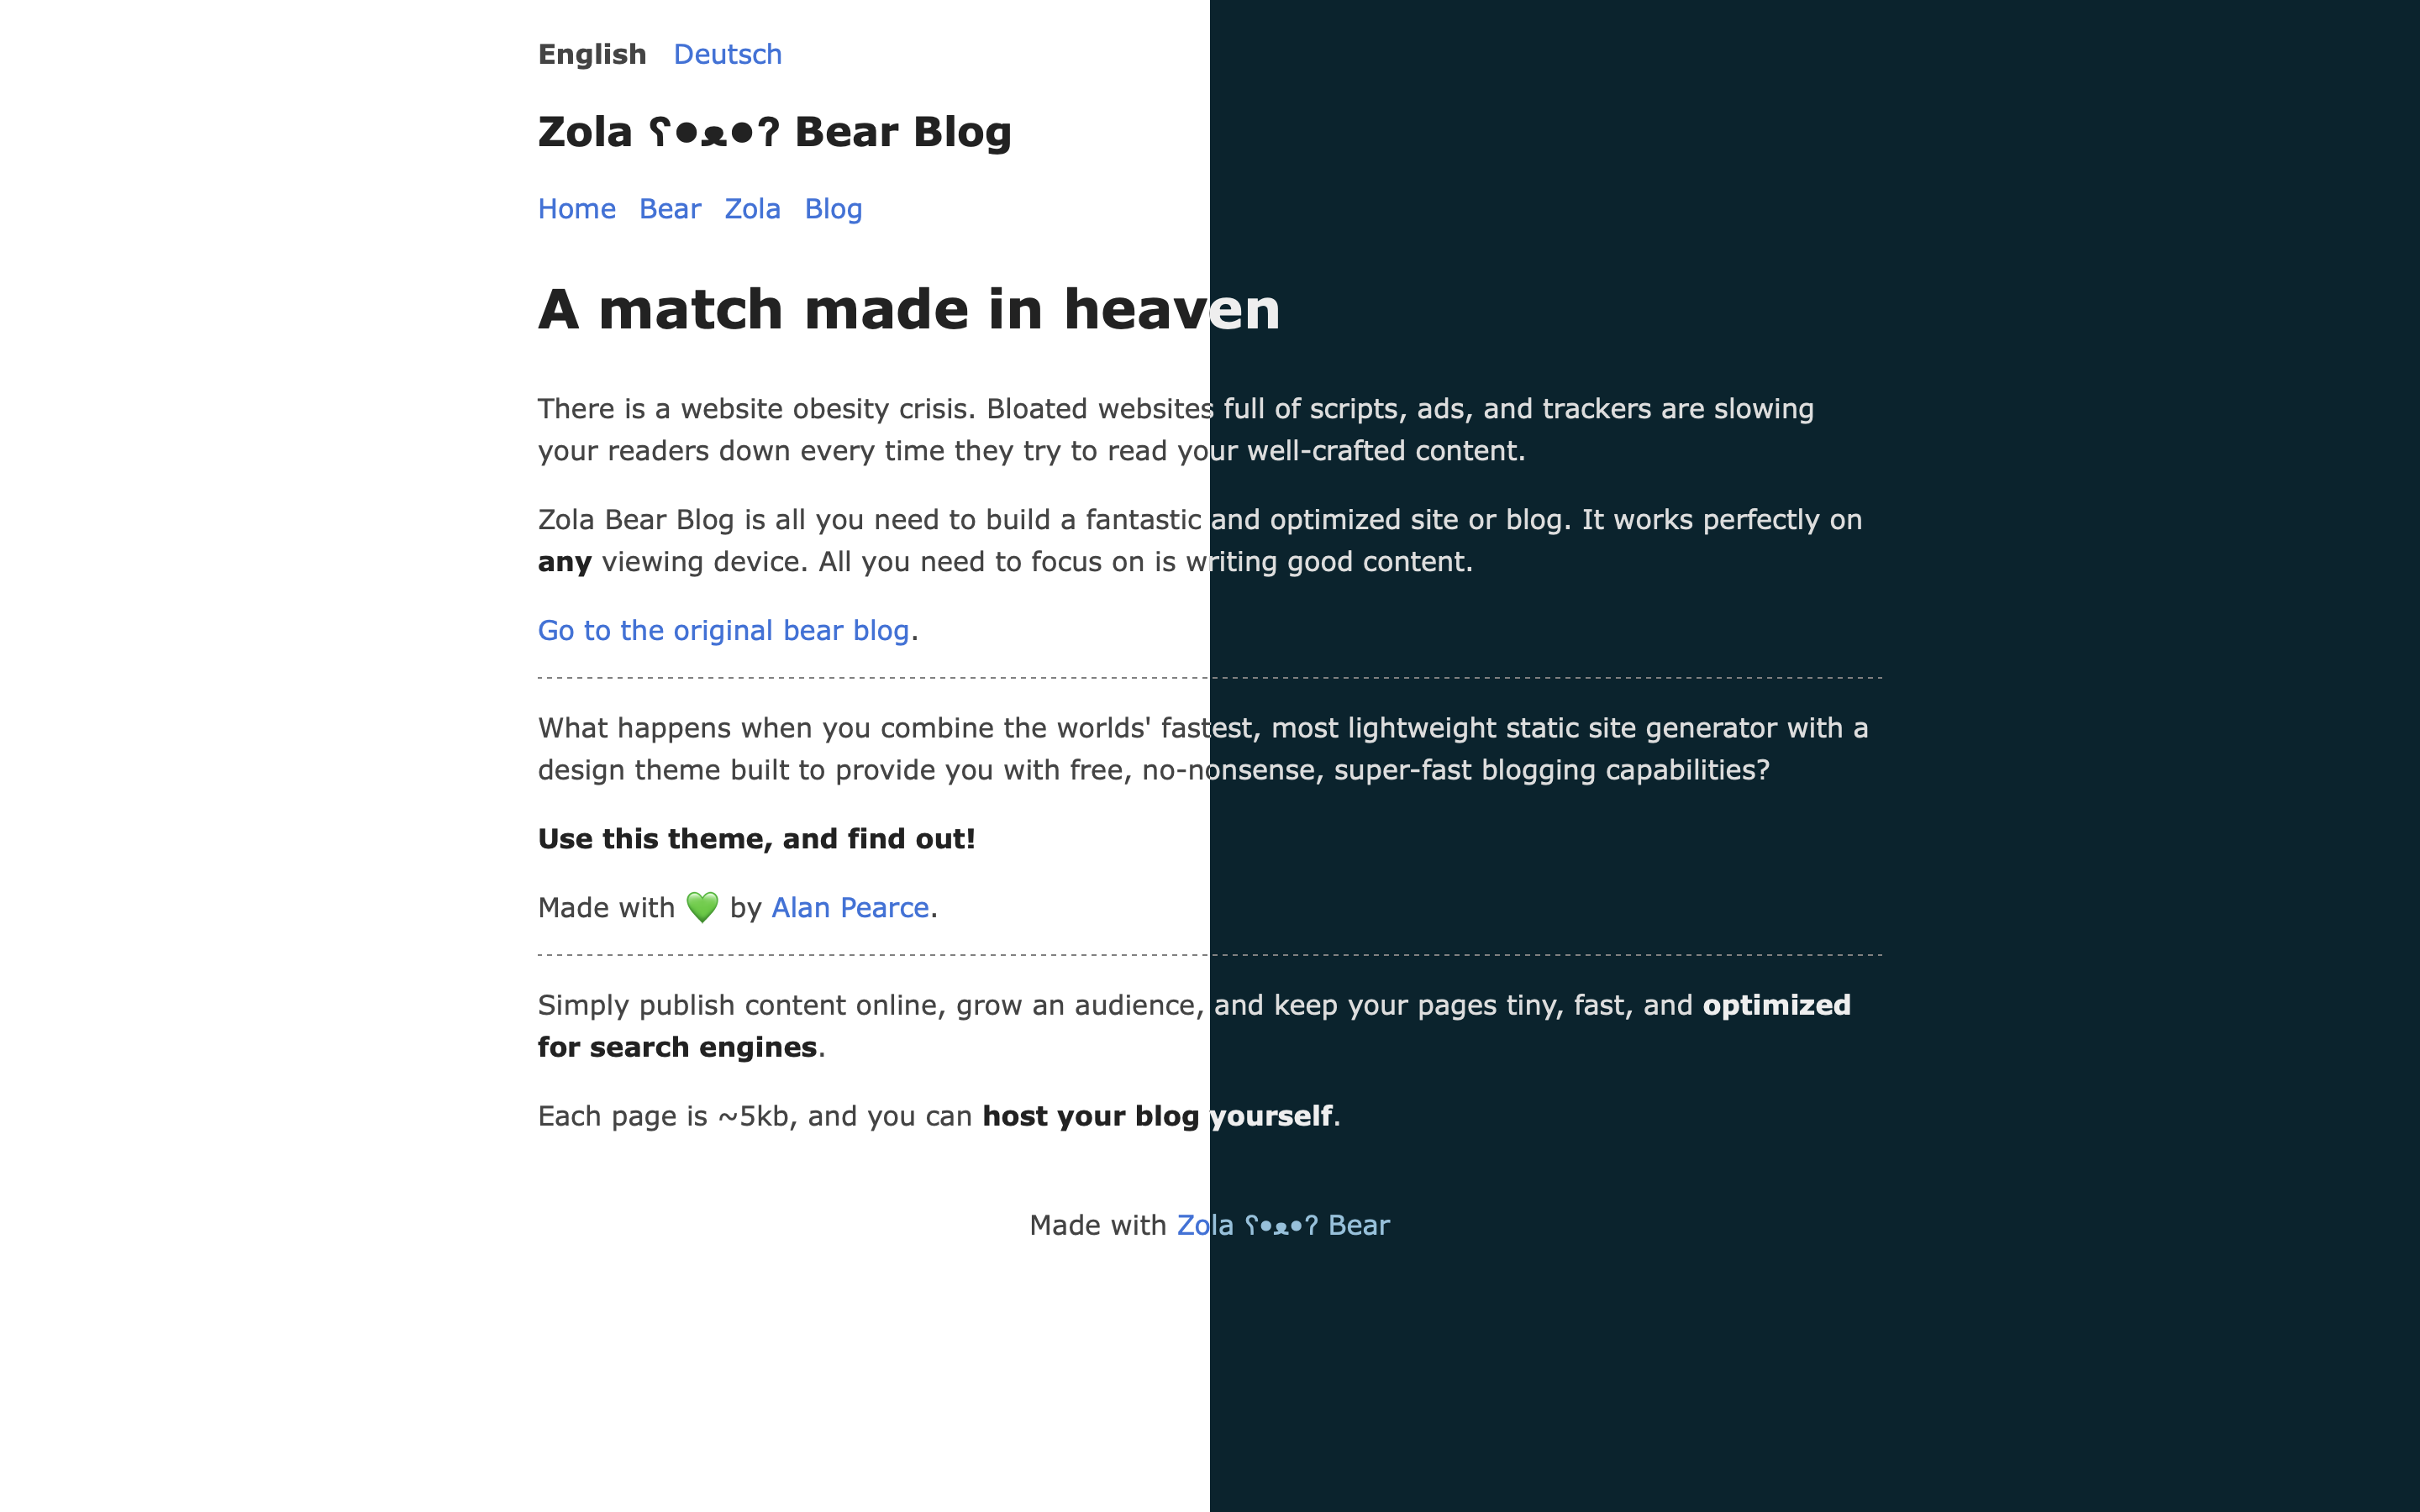 English Deutsch
Zola ʕ•ᴥ•ʔ Bear Blog
Home Bear Zola Blog
A match made in heaven
There is a website obesity crisis. Bloated websites full of scripts, ads, and trackers are slowing
your readers down every time they try to read your well-crafted content.
Zola Bear Blog is all you need to build a fantastic and optimized site or blog. It works perfectly on
any viewing device. All you need to focus on is writing good content.
Go to the original bear blog.
What happens when you combine the worlds' fastest, most lightweight static site generator with a
design theme built to provide you with free, no-nonsense, super-fast blogging capabilities?
Use this theme, and find out!
Made with 💚 by Alan Pearce.
Simply publish content online, grow an audience, and keep your pages tiny, fast, and optimized
for search engines.
Each page is ~5kb, and you can host your blog yourself.
Made with Zola ʕ•ᴥ•ʔ Bear